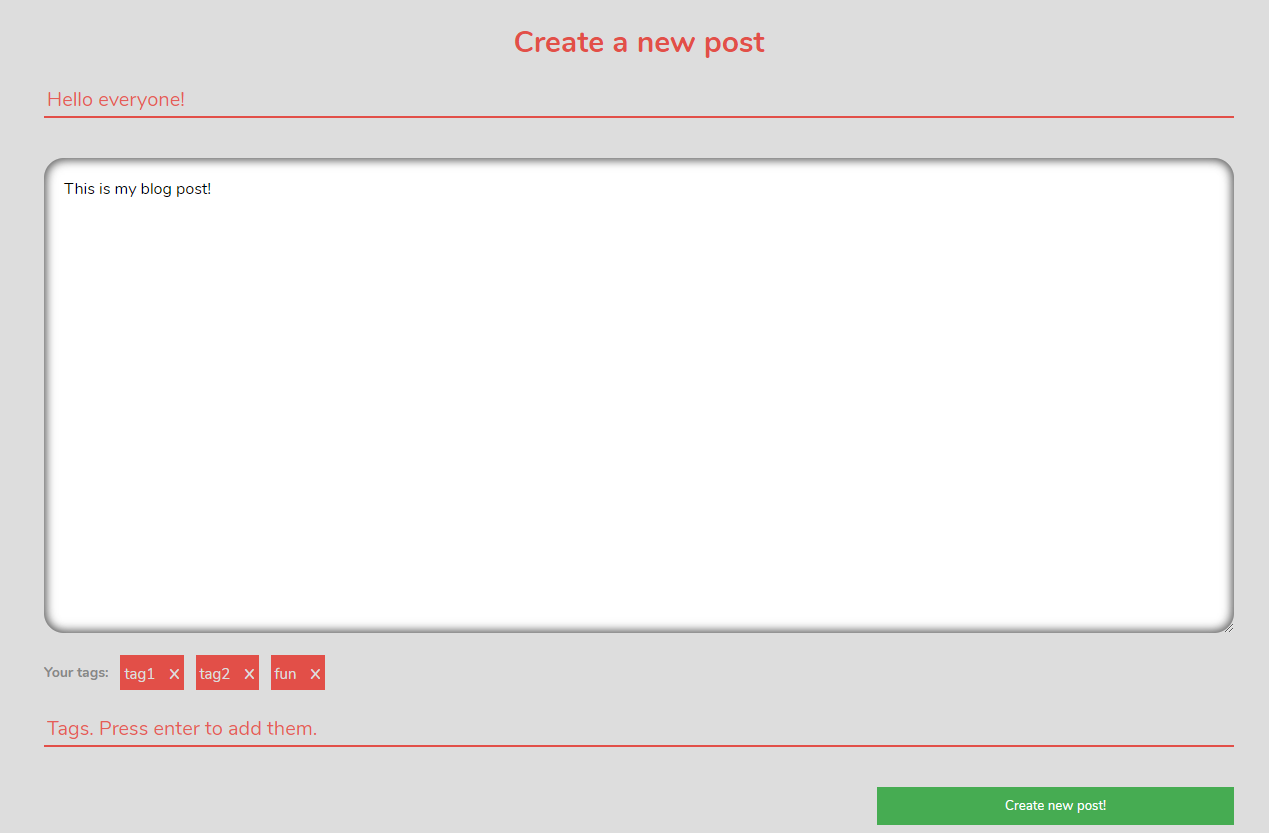 Create a new post
Hello everyone!
This is my blog post!
Your tags: tag1 X tag2 X fun X
Tags. Press enter to add them.
Create new post!